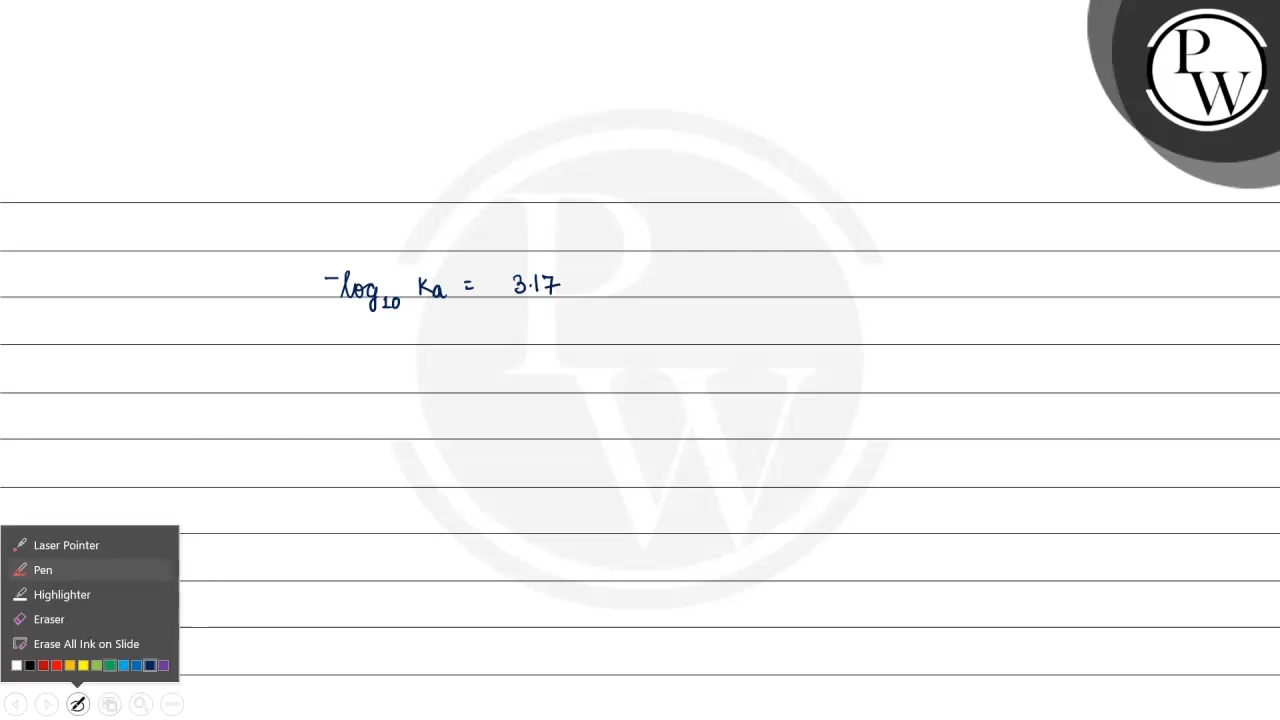 P
W
-log₁₀ Ka = 3.17
P
W
Laser Pointer
Pen
Highlighter
Eraser
Erase All Ink on Slide